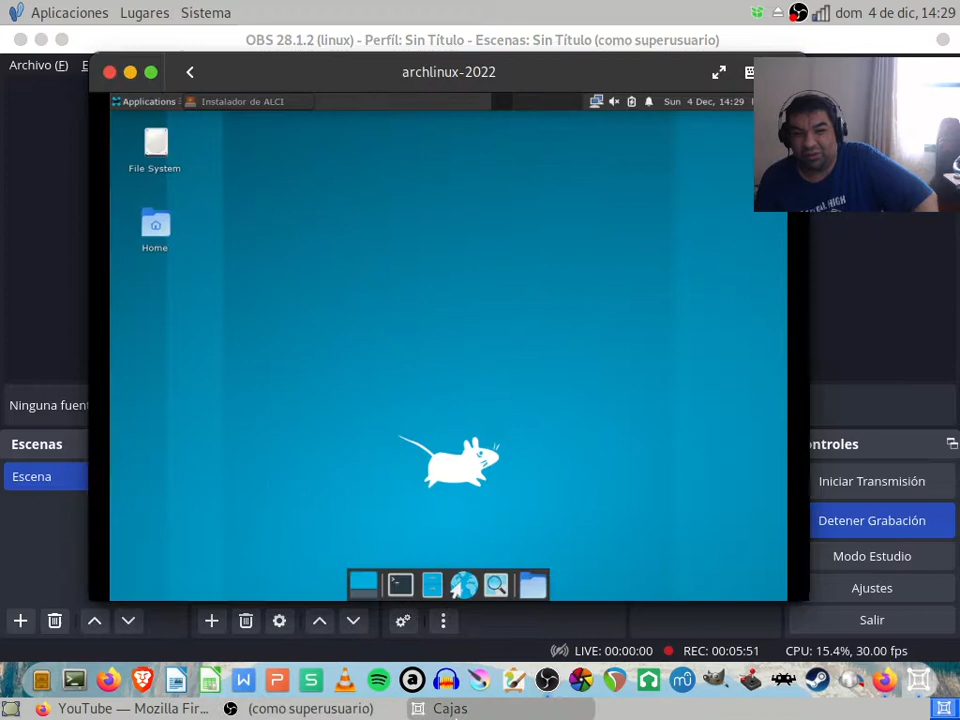 Aplicaciones Lugares Sistema
dom 4 de dic, 14:29
OBS 28.1.2 (linux) - Perfíl: Sin Título - Escenas: Sin Título (como superusuario)
Archivo (F)
archlinux-2022
Applications
Instalador de ALCI
Sun 4 Dec, 14:29
File System
Home
Ninguna fuent
Escenas
ontroles
Escena
Iniciar Transmisión
Detener Grabación
Modo Estudio
Ajustes
Salir
LIVE: 00:00:00
REC: 00:05:51
CPU: 15.4%, 30.00 fps
YouTube — Mozilla Fir...
(como superusuario)
Cajas